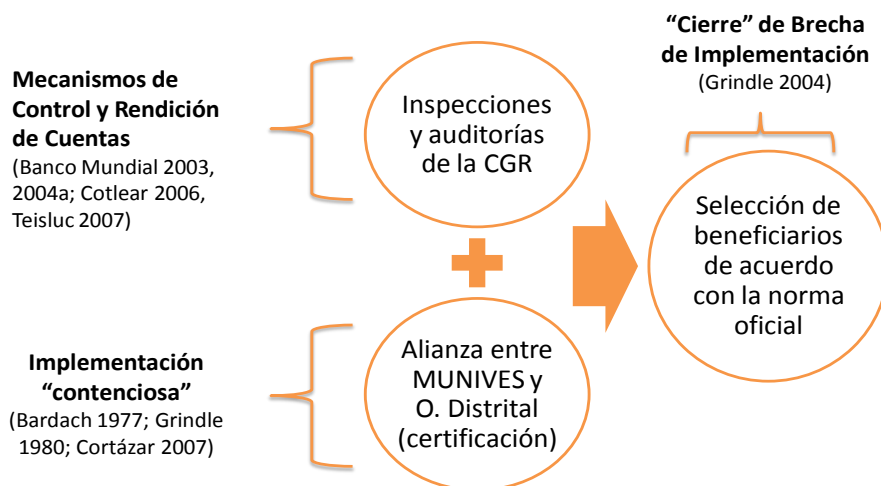 Mecanismos de
Control y Rendición
de Cuentas
(Banco Mundial 2003,
2004a; Cotlear 2006,
Teisluc 2007)
Inspecciones
y auditorías
de la CGR
Implementación
“contenciosa”
(Bardach 1977; Grindle
1980; Cortázar 2007)
Alianza entre
MUNIVES y
O. Distrital
(certificación)
“Cierre” de Brecha
de Implementación
(Grindle 2004)
Selección de
beneficiarios
de acuerdo
con la norma
oficial